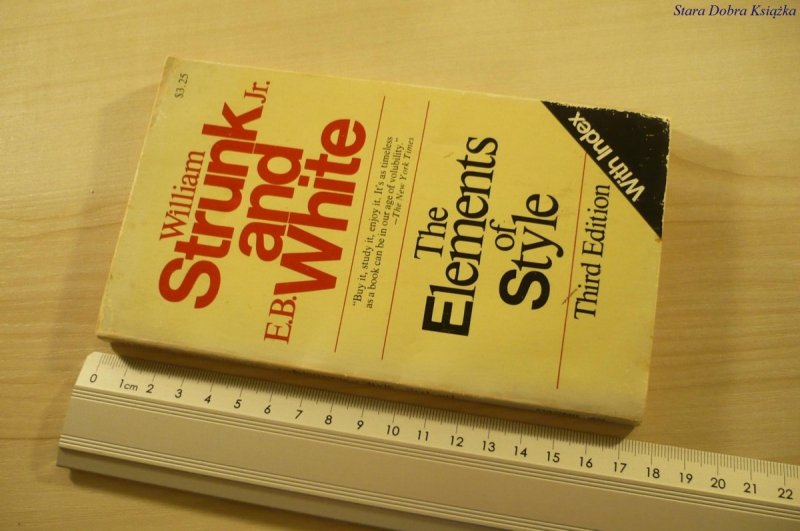 Stara Dobra Książka
$3.25
William
Strunk Jr.
and
E.B. White
"Buy it, study it, enjoy it. It's as timeless
as a book can be in our age of volubility."
—The New York Times
The
Elements
of
Style
Third Edition
With Index
0 1cm 2 3 4 5 6 7 8 9 10 11 12 13 14 15 16 17 18 19 20 21 22